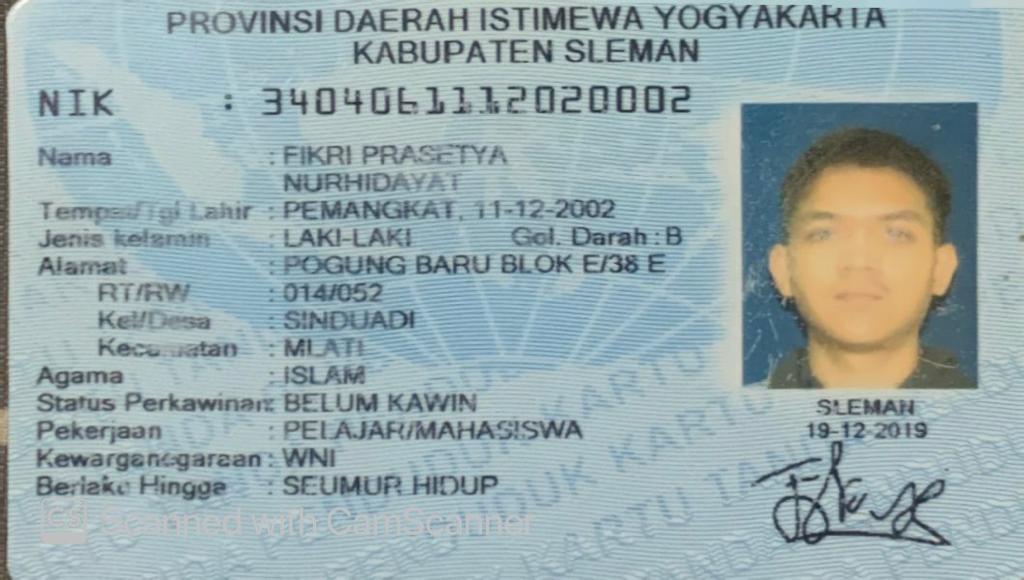 PROVINSI DAERAH ISTIMEWA YOGYAKARTA
KABUPATEN SLEMAN
NIK : 3404061112020002
Nama : FIKRI PRASETYA
NURHIDAYAT
Tempat/Tgl Lahir : PEMANGKAT, 11-12-2002
Jenis kelamin : LAKI-LAKI Gol. Darah : B
Alamat : POGUNG BARU BLOK E/38 E
RT/RW : 014/052
Kel/Desa : SINDUADI
Kecamatan : MLATI
Agama : ISLAM
Status Perkawinan: BELUM KAWIN
Pekerjaan : PELAJAR/MAHASISWA
Kewarganegaraan : WNI
Berlaku Hingga : SEUMUR HIDUP
SLEMAN
19-12-2019
CS Scanned with CamScanner